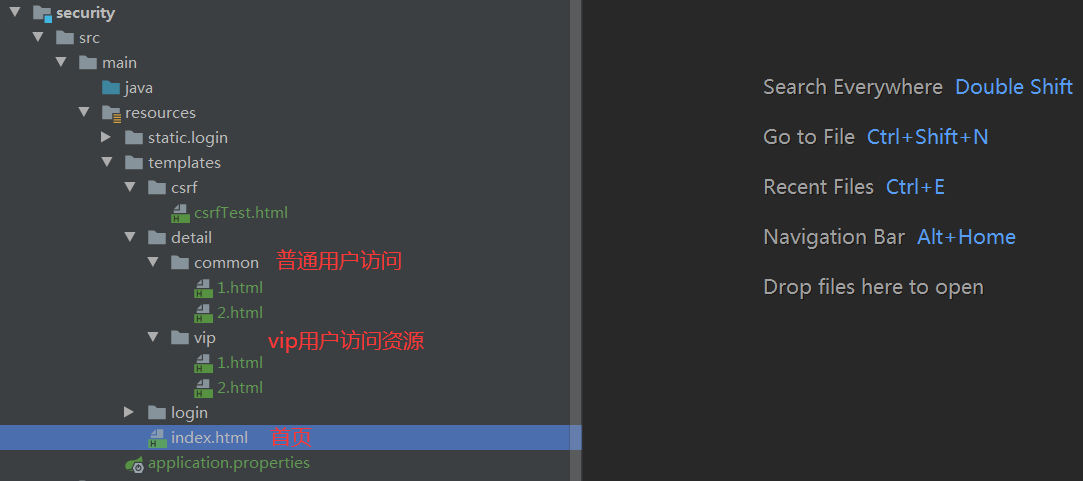 security
src
main
java
resources
static.login
templates
csrf
csrfTest.html
detail
common 普通用户访问
1.html
2.html
vip vip用户访问资源
1.html
2.html
login
index.html 首页
application.properties
Search Everywhere Double Shift
Go to File Ctrl+Shift+N
Recent Files Ctrl+E
Navigation Bar Alt+Home
Drop files here to open